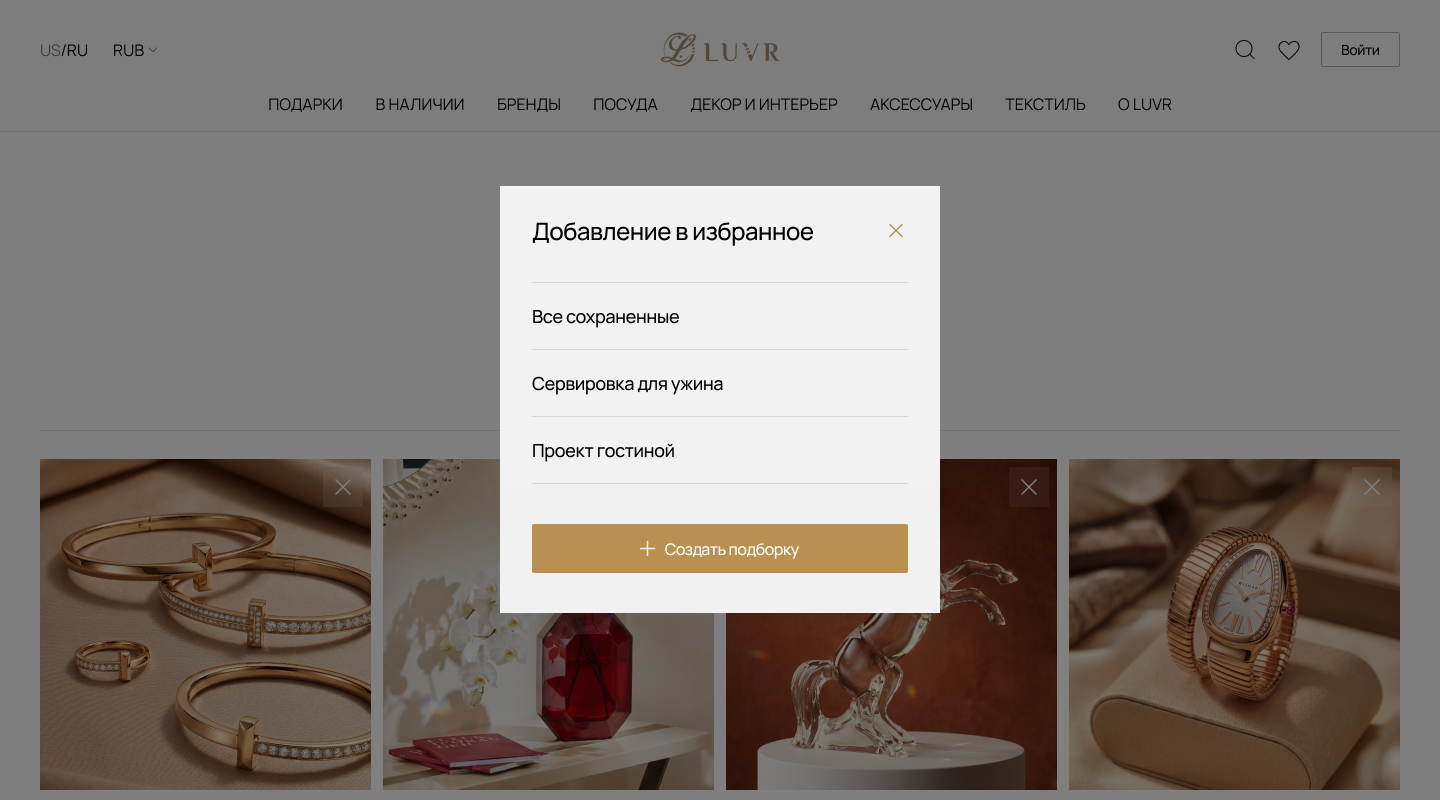 US/RU
RUB
LUVR
Войти
ПОДАРКИ
В НАЛИЧИИ
БРЕНДЫ
ПОСУДА
ДЕКОР И ИНТЕРЬЕР
АКСЕССУАРЫ
ТЕКСТИЛЬ
О LUVR
Добавление в избранное
Все сохраненные
Сервировка для ужина
Проект гостиной
Создать подборку
BVLGARI